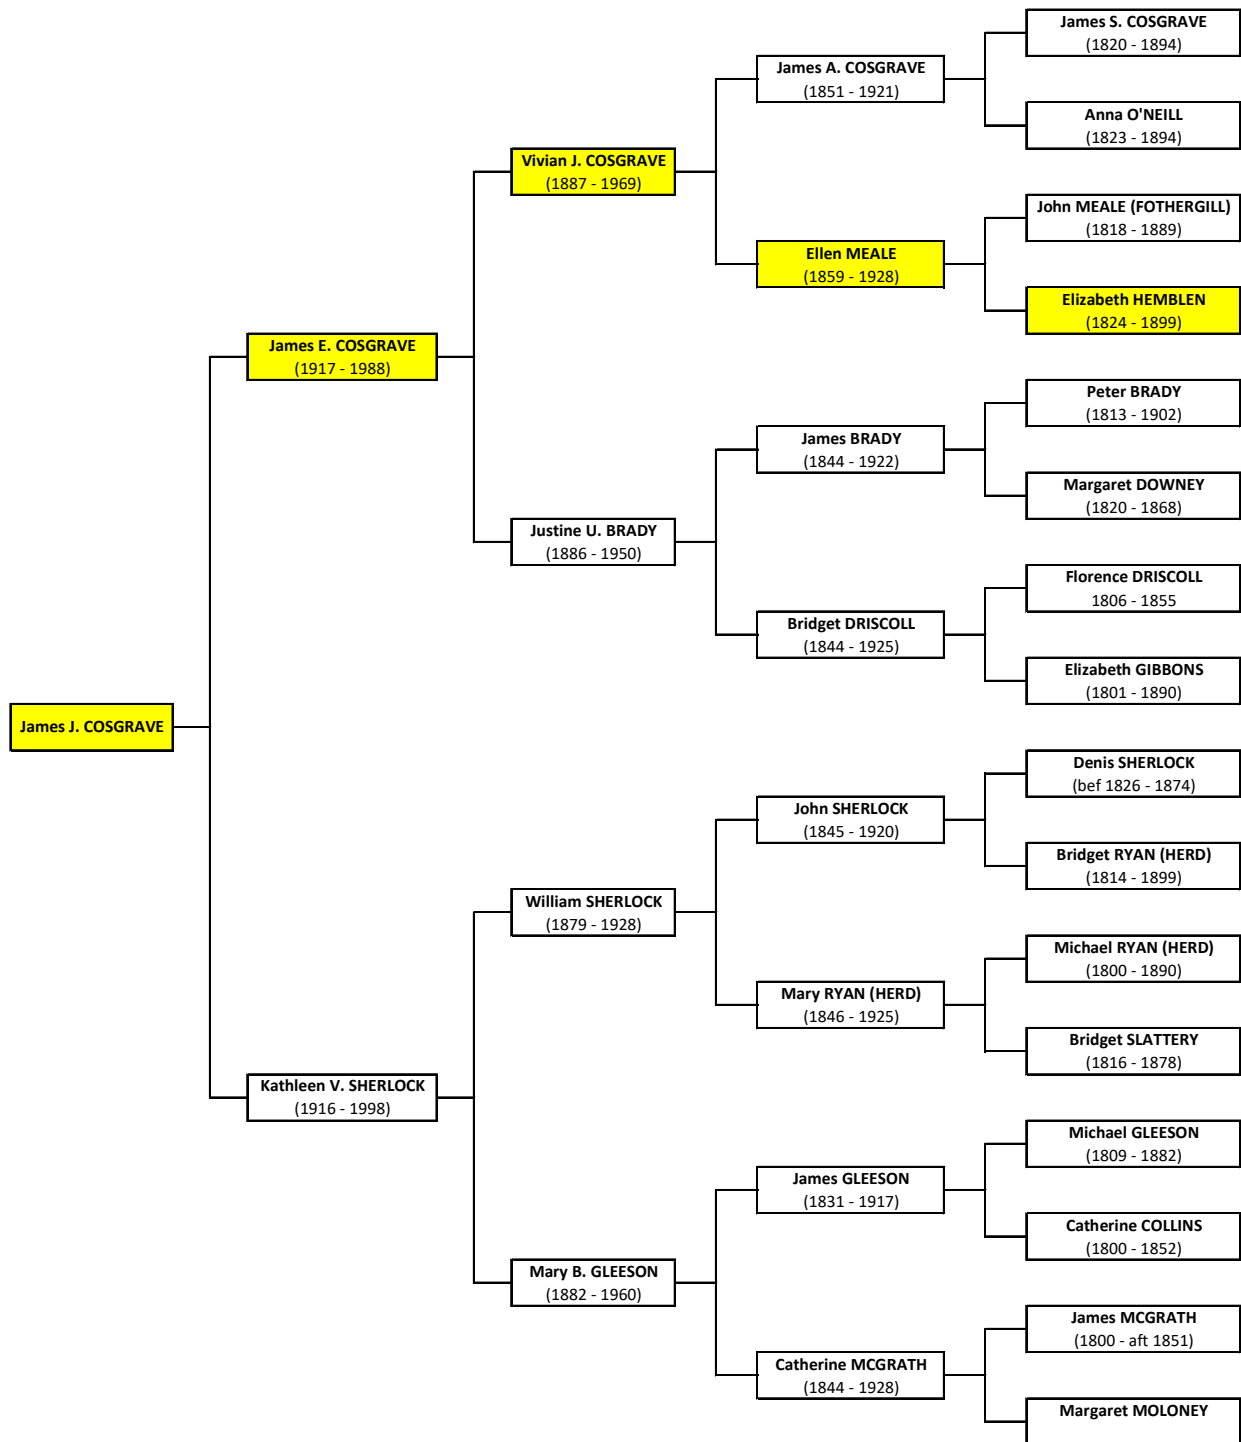 James S. COSGRAVE
(1820 - 1894)
James A. COSGRAVE
(1851 - 1921)
Anna O'NEILL
(1823 - 1894)
Vivian J. COSGRAVE
(1887 - 1969)
John MEALE (FOTHERGILL)
(1818 - 1889)
Ellen MEALE
(1859 - 1928)
Elizabeth HEMBLEN
(1824 - 1899)
James E. COSGRAVE
(1917 - 1988)
Peter BRADY
(1813 - 1902)
James BRADY
(1844 - 1922)
Margaret DOWNEY
(1820 - 1868)
Justine U. BRADY
(1886 - 1950)
Florence DRISCOLL
1806 - 1855
Bridget DRISCOLL
(1844 - 1925)
Elizabeth GIBBONS
(1801 - 1890)
James J. COSGRAVE
Denis SHERLOCK
(bef 1826 - 1874)
John SHERLOCK
(1845 - 1920)
Bridget RYAN (HERD)
(1814 - 1899)
William SHERLOCK
(1879 - 1928)
Michael RYAN (HERD)
(1800 - 1890)
Mary RYAN (HERD)
(1846 - 1925)
Bridget SLATTERY
(1816 - 1878)
Kathleen V. SHERLOCK
(1916 - 1998)
Michael GLEESON
(1809 - 1882)
James GLEESON
(1831 - 1917)
Catherine COLLINS
(1800 - 1852)
Mary B. GLEESON
(1882 - 1960)
James MCGRATH
(1800 - aft 1851)
Catherine MCGRATH
(1844 - 1928)
Margaret MOLONEY